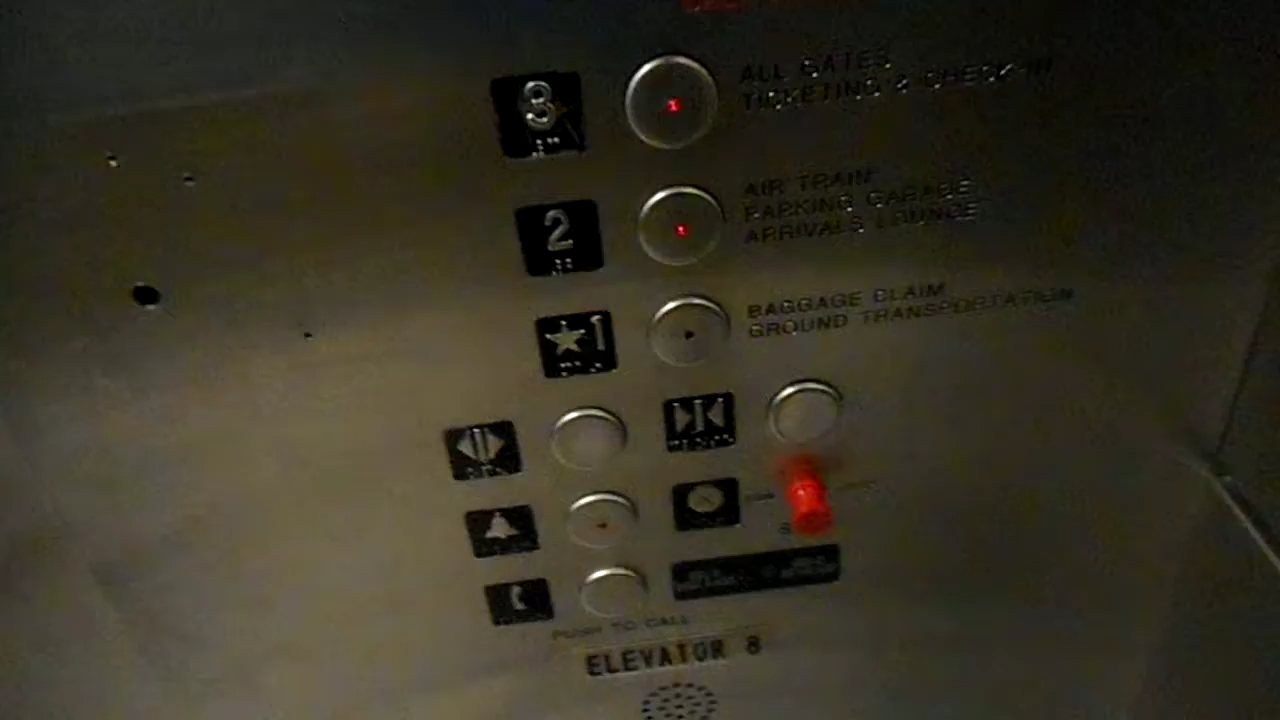 3
ALL GATES
TICKETING & CHECK-IN
2
AIR TRAIN
PARKING GARAGE
ARRIVALS LOUNGE
★1
BAGGAGE CLAIM
GROUND TRANSPORTATION
PUSH TO CALL
ELEVATOR 8